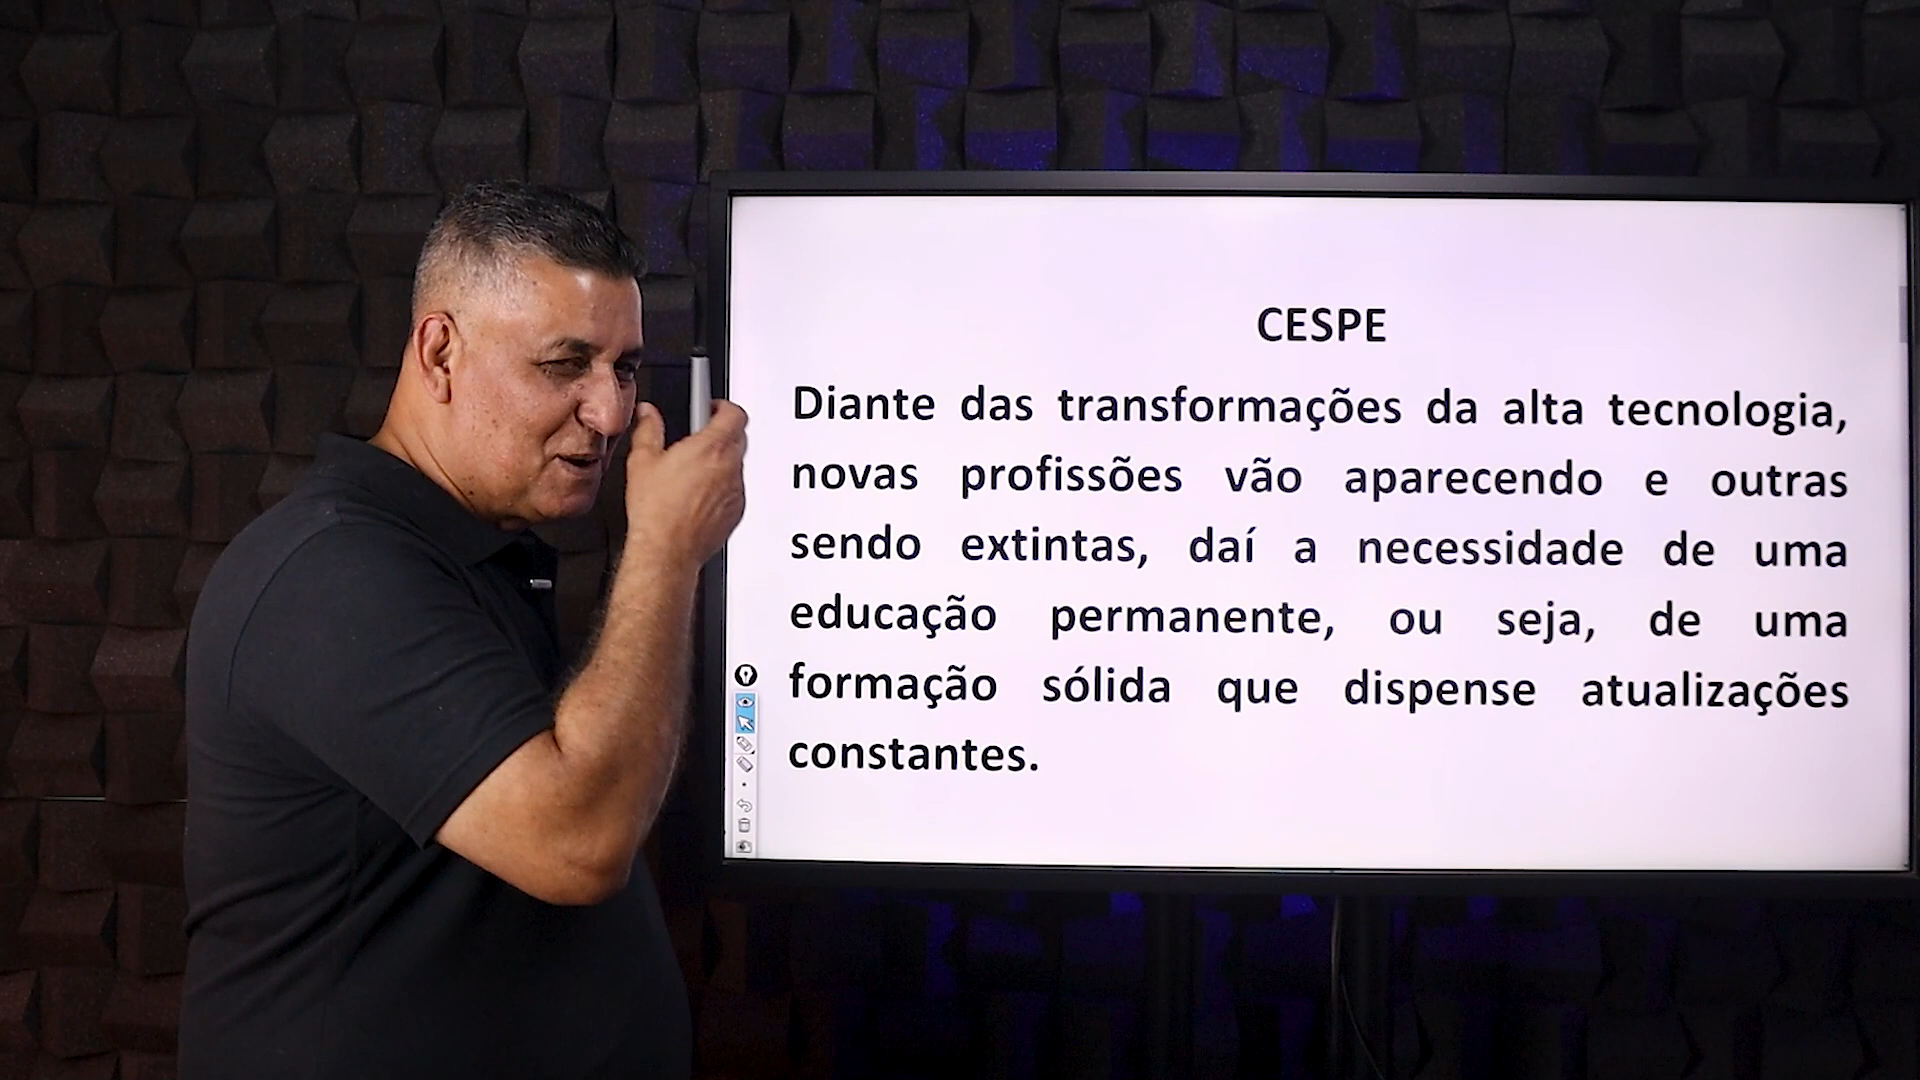 CESPE
Diante das transformações da alta tecnologia,
novas profissões vão aparecendo e outras
sendo extintas, daí a necessidade de uma
educação permanente, ou seja, de uma
formação sólida que dispense atualizações
constantes.